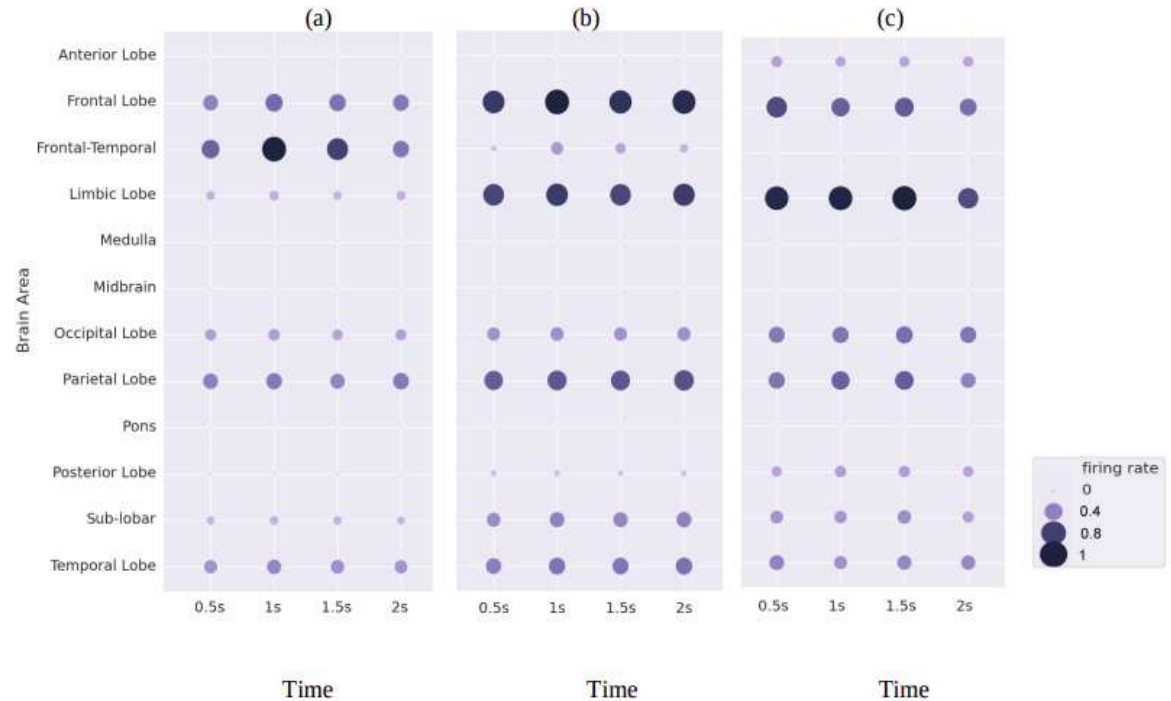 (a) (b) (c)
Anterior Lobe
Frontal Lobe
Frontal-Temporal
Limbic Lobe
Medulla
Midbrain
Brain Area
Occipital Lobe
Parietal Lobe
Pons
Posterior Lobe
Sub-lobar
Temporal Lobe
firing rate
0
0.4
0.8
1
0.5s 1s 1.5s 2s 0.5s 1s 1.5s 2s 0.5s 1s 1.5s 2s
Time Time Time